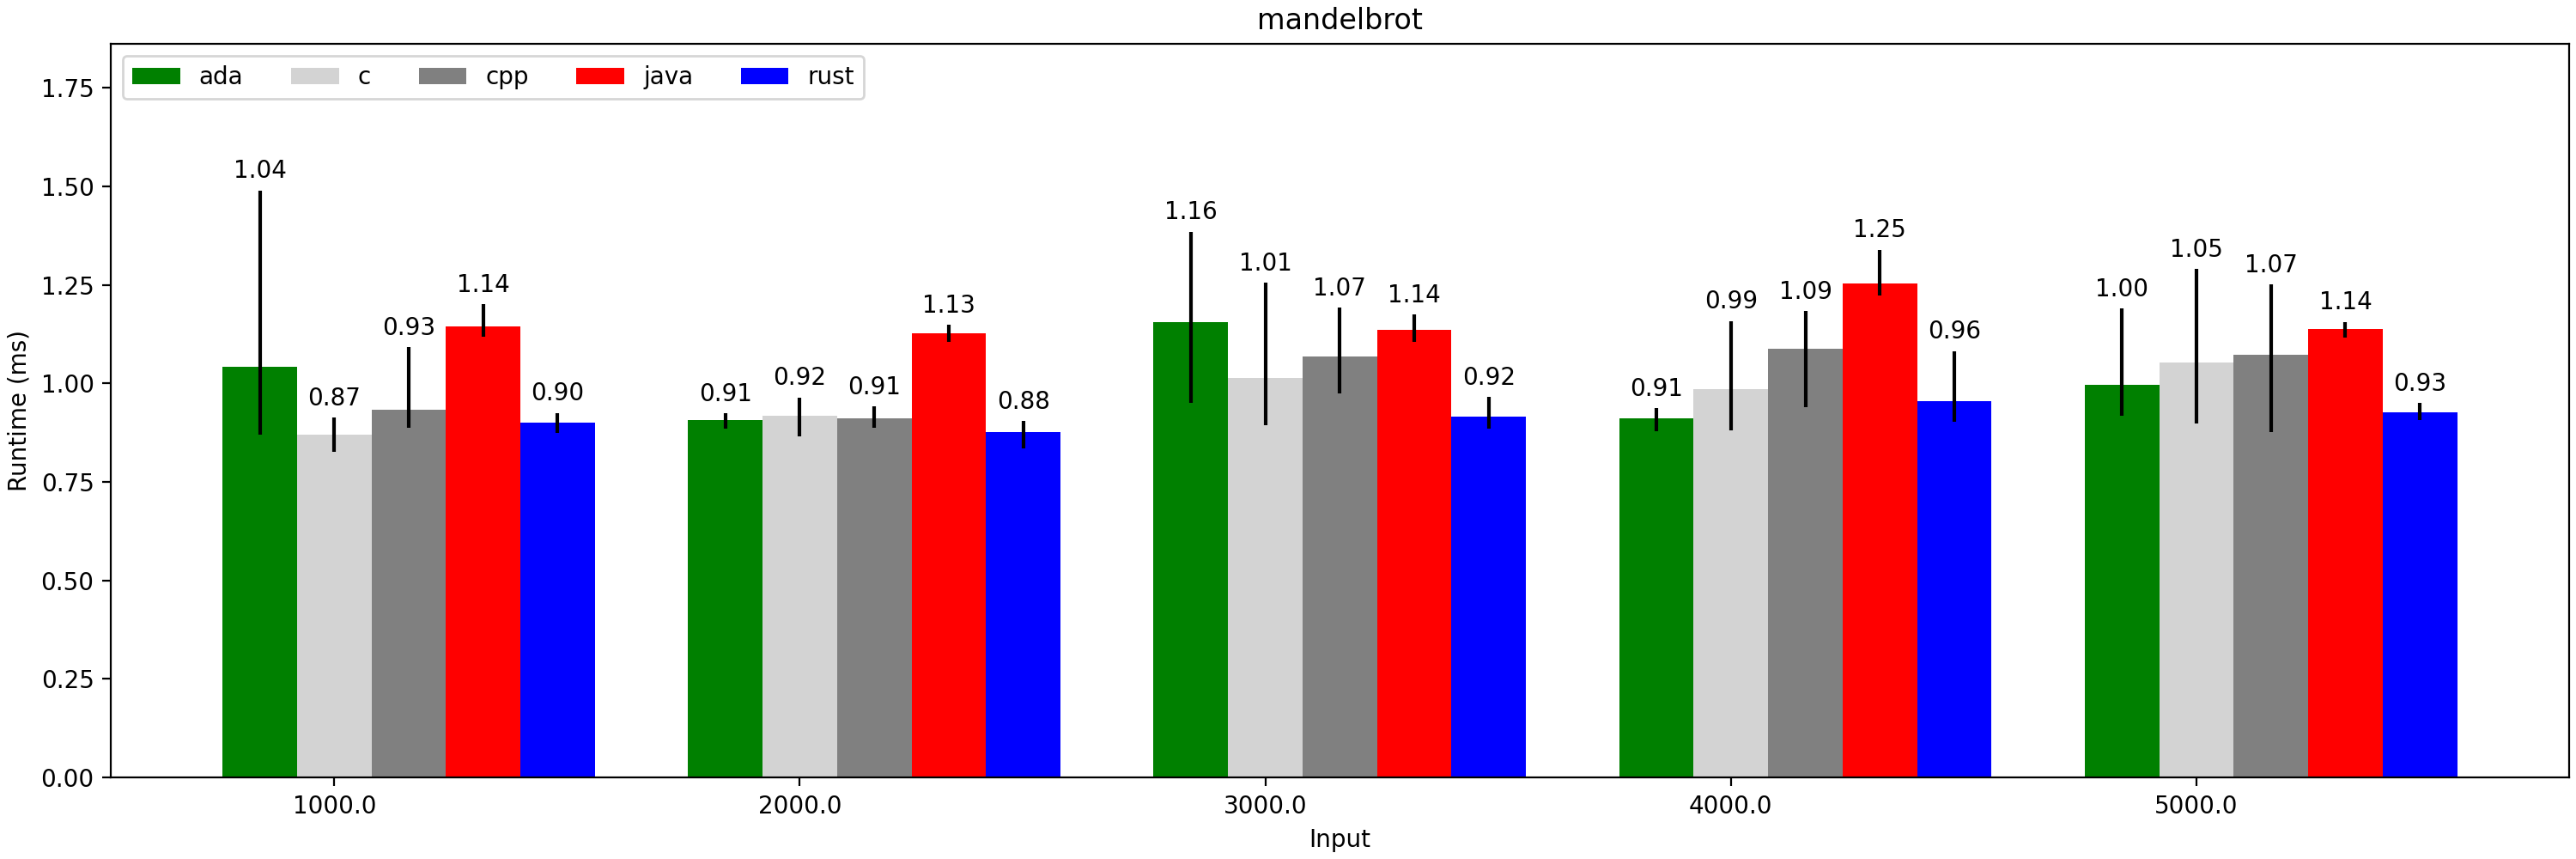 mandelbrot
ada c cpp java rust
Runtime (ms)
1.75
1.50
1.25
1.00
0.75
0.50
0.25
0.00
1.04 0.87 0.93 1.14 0.90
0.91 0.92 0.91 1.13 0.88
1.16 1.01 1.07 1.14 0.92
0.91 0.99 1.09 1.25 0.96
1.00 1.05 1.07 1.14 0.93
1000.0 2000.0 3000.0 4000.0 5000.0
Input